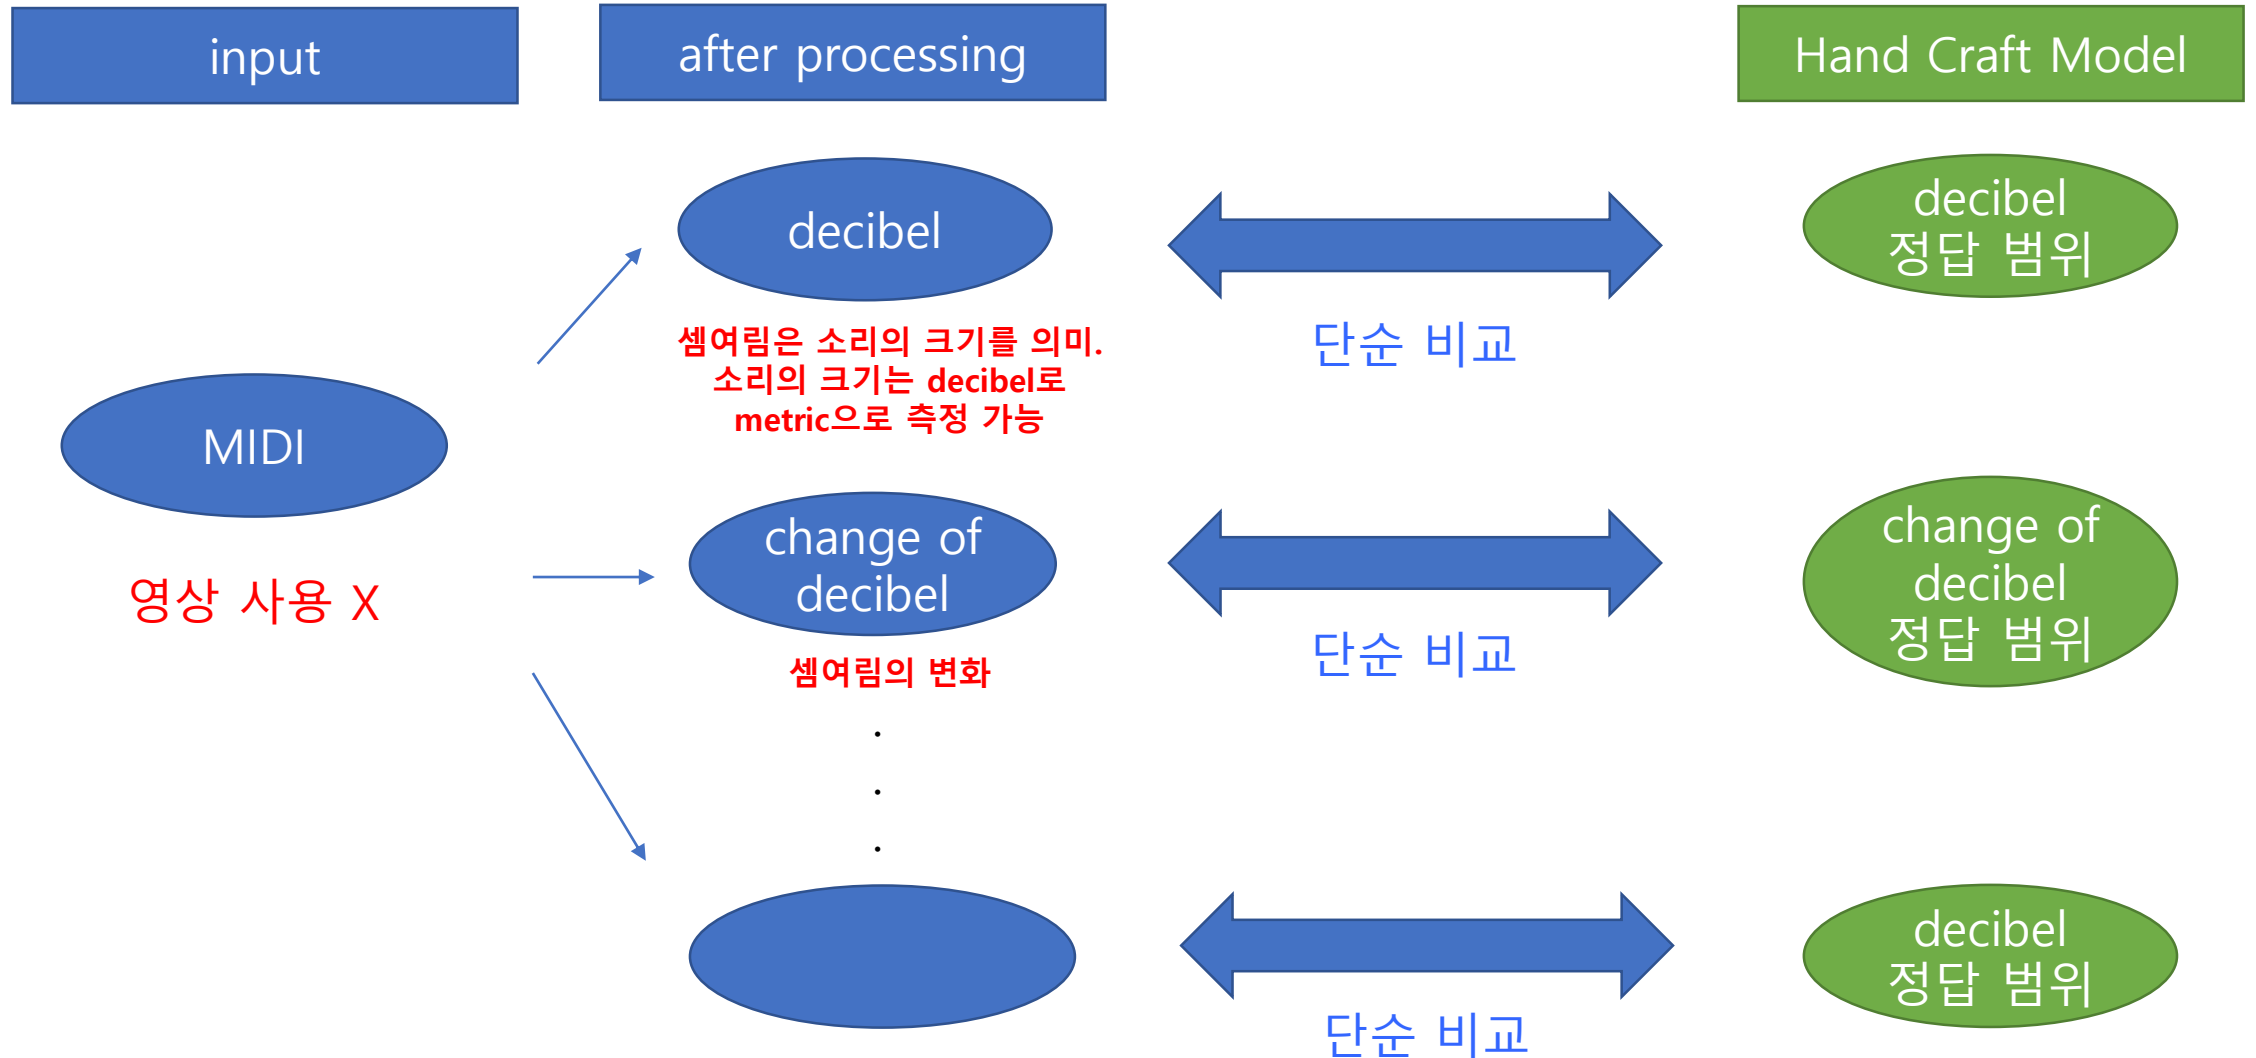 input
after processing
Hand Craft Model
decibel
decibel
정답 범위
셈여림은 소리의 크기를 의미.
소리의 크기는 decibel로
metric으로 측정 가능
단순 비교
MIDI
영상 사용 X
change of
decibel
셈여림의 변화
단순 비교
change of
decibel
정답 범위
.
.
.
단순 비교
decibel
정답 범위